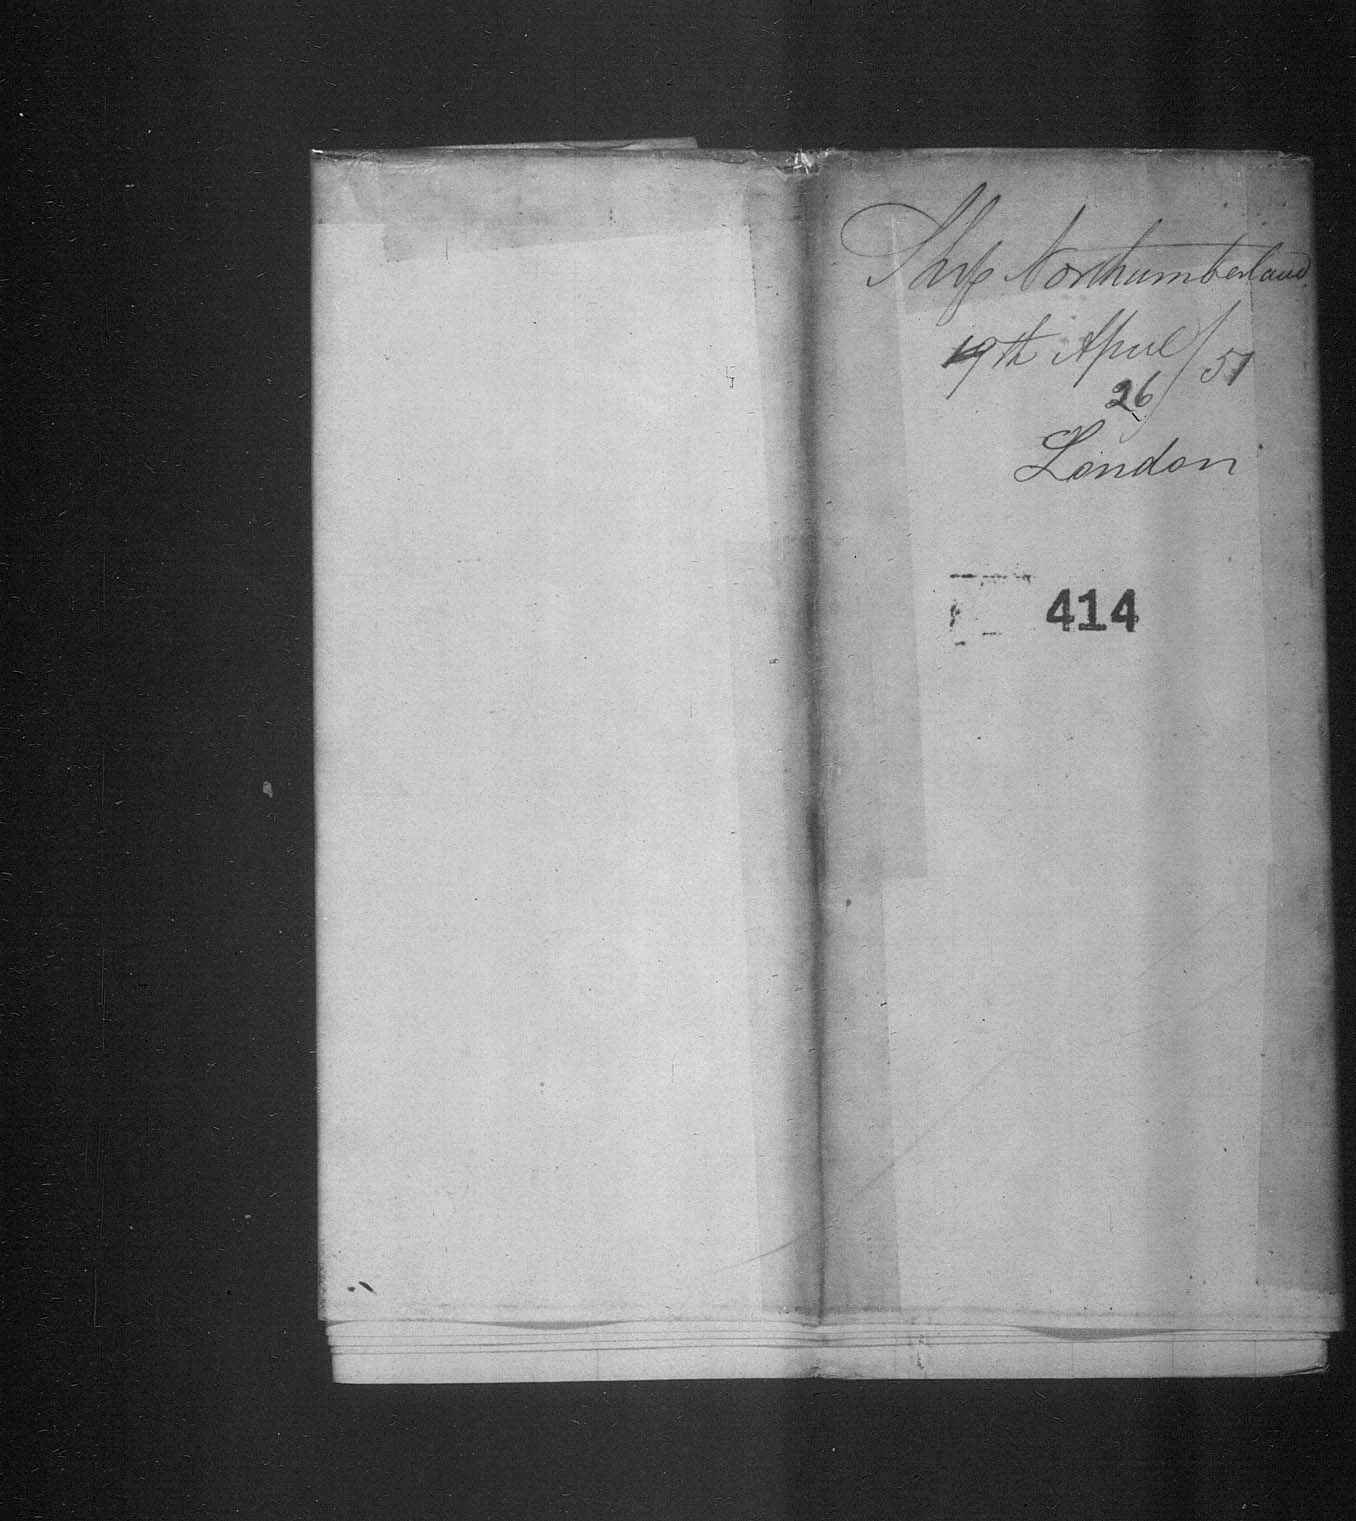 Ship Northumberland
19th April / 51
26
London
414